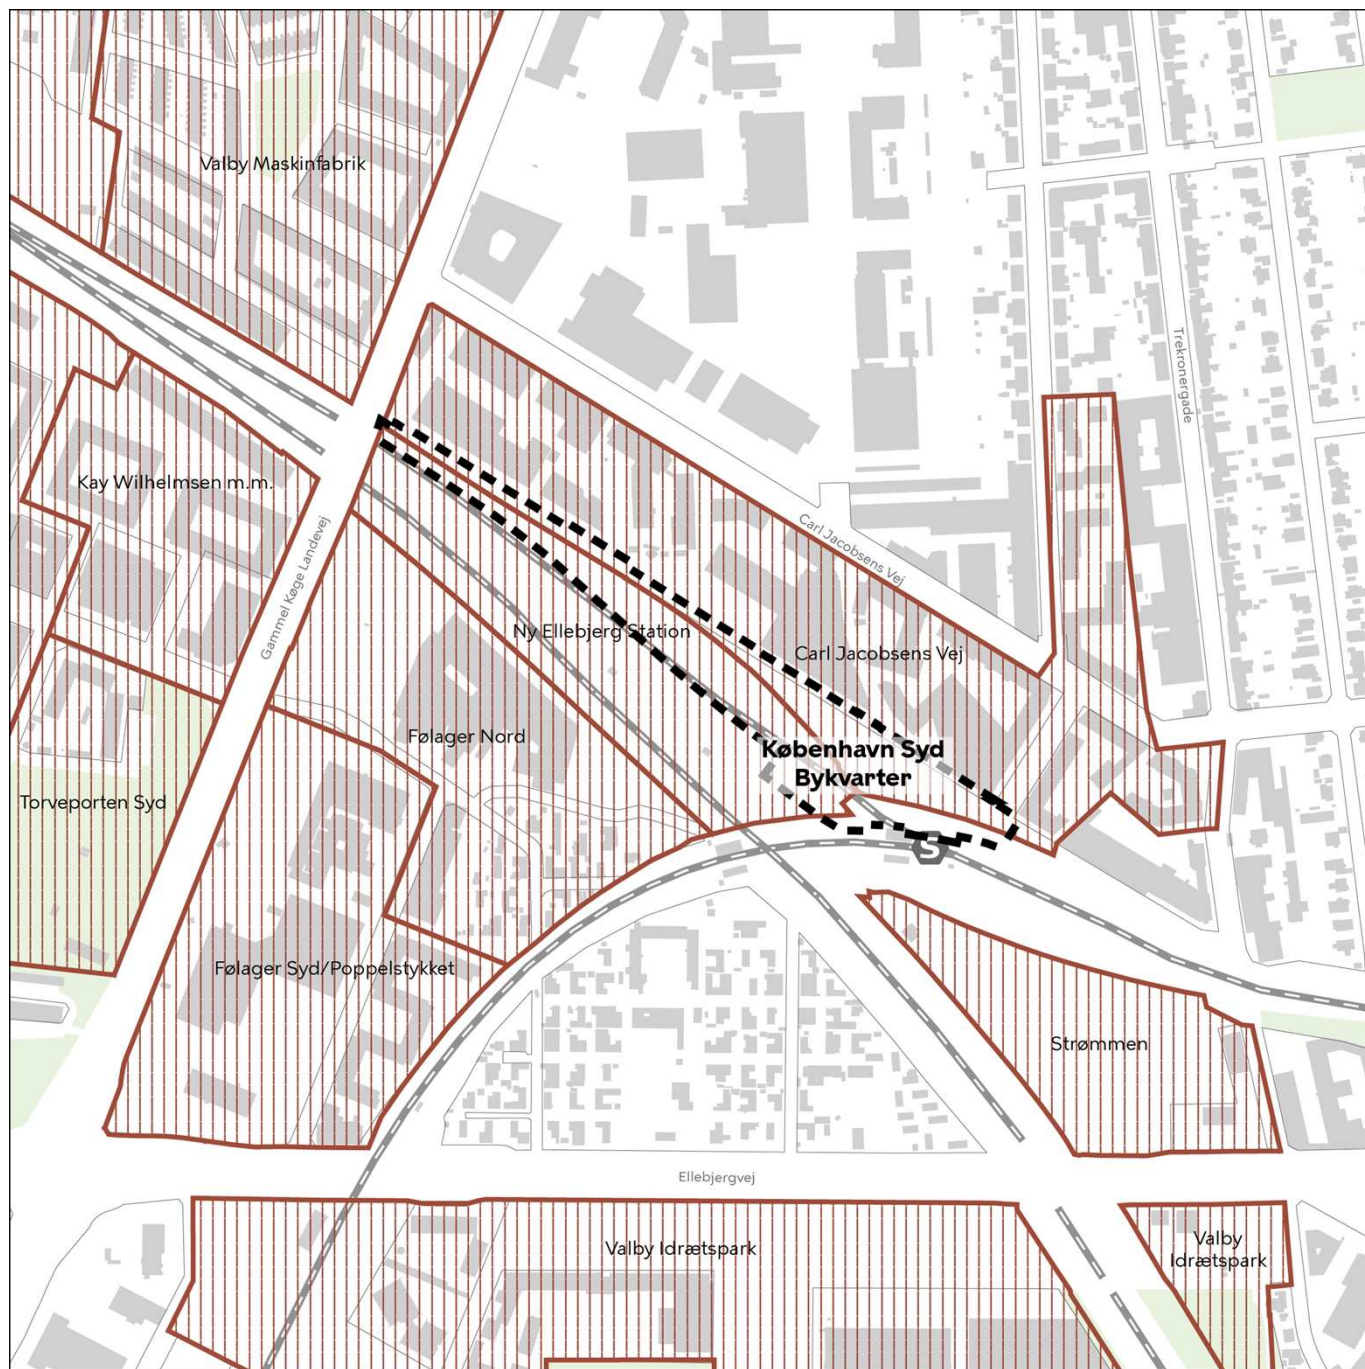 Valby Maskinfabrik
Trekronergade
Kay Wilhelmsen m.m.
Carl Jacobsens Vej
Gammel Køge Landevej
Ny Ellebjerg Station
Carl Jacobsens Vej
Følager Nord
København Syd
Bykvarter
Torveporten Syd
S
Følager Syd/Poppelstykket
Strømmen
Ellebjergvej
Valby Idrætspark
Valby
Idrætspark